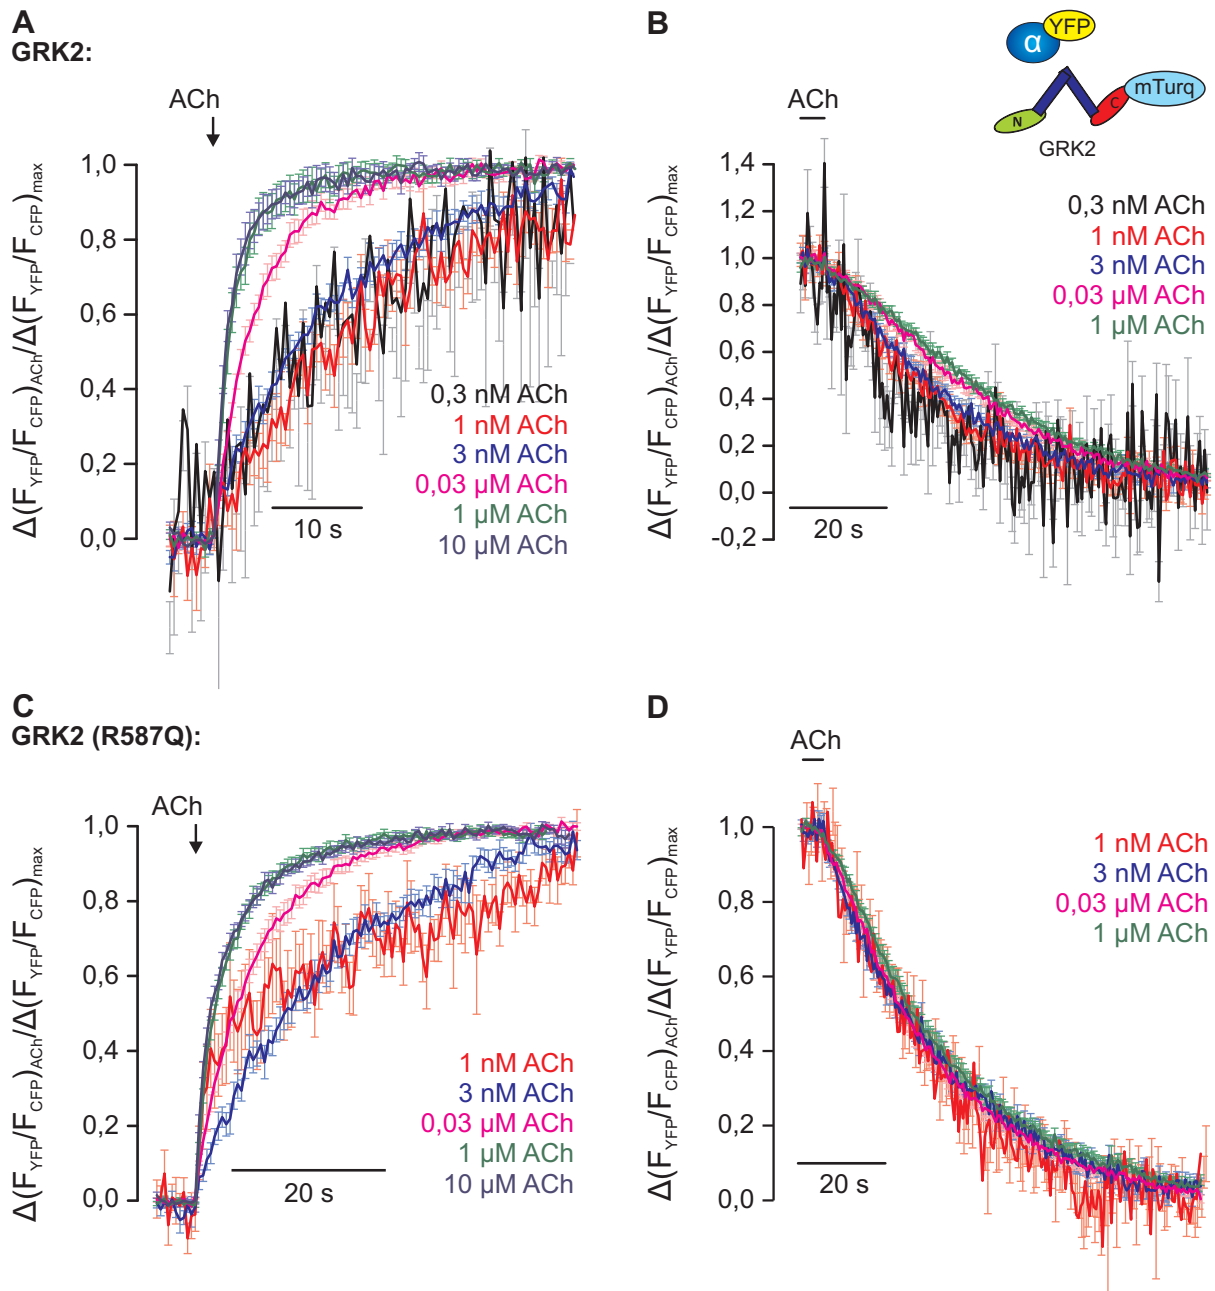 A
GRK2:
ACh
Δ(F_YFP/F_CFP)_ACh/Δ(F_YFP/F_CFP)_max
1,0
0,8
0,6
0,4
0,2
0,0
10 s
0,3 nM ACh
1 nM ACh
3 nM ACh
0,03 µM ACh
1 µM ACh
10 µM ACh
B
α
YFP
mTurq
N
C
GRK2
ACh
Δ(F_YFP/F_CFP)_ACh/Δ(F_YFP/F_CFP)_max
1,4
1,2
1,0
0,8
0,6
0,4
0,2
0,0
-0,2
20 s
0,3 nM ACh
1 nM ACh
3 nM ACh
0,03 µM ACh
1 µM ACh
C
GRK2 (R587Q):
ACh
Δ(F_YFP/F_CFP)_ACh/Δ(F_YFP/F_CFP)_max
1,0
0,8
0,6
0,4
0,2
0,0
20 s
1 nM ACh
3 nM ACh
0,03 µM ACh
1 µM ACh
10 µM ACh
D
ACh
Δ(F_YFP/F_CFP)_ACh/Δ(F_YFP/F_CFP)_max
1,0
0,8
0,6
0,4
0,2
0,0
20 s
1 nM ACh
3 nM ACh
0,03 µM ACh
1 µM ACh